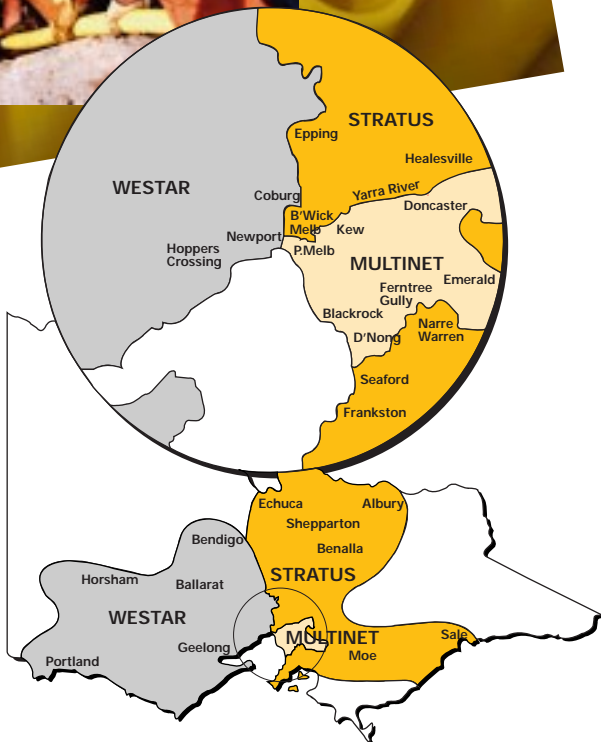 STRATUS
Epping
Healesville
WESTAR
Coburg
Yarra River
Doncaster
B'Wick
Melb
Kew
Newport
P.Melb
Hoppers
Crossing
MULTINET
Emerald
Ferntree
Gully
Blackrock
Narre
Warren
D'Nong
Seaford
Frankston
Echuca
Albury
Shepparton
Bendigo
Benalla
STRATUS
Horsham
Ballarat
WESTAR
MULTINET
Sale
Geelong
Moe
Portland